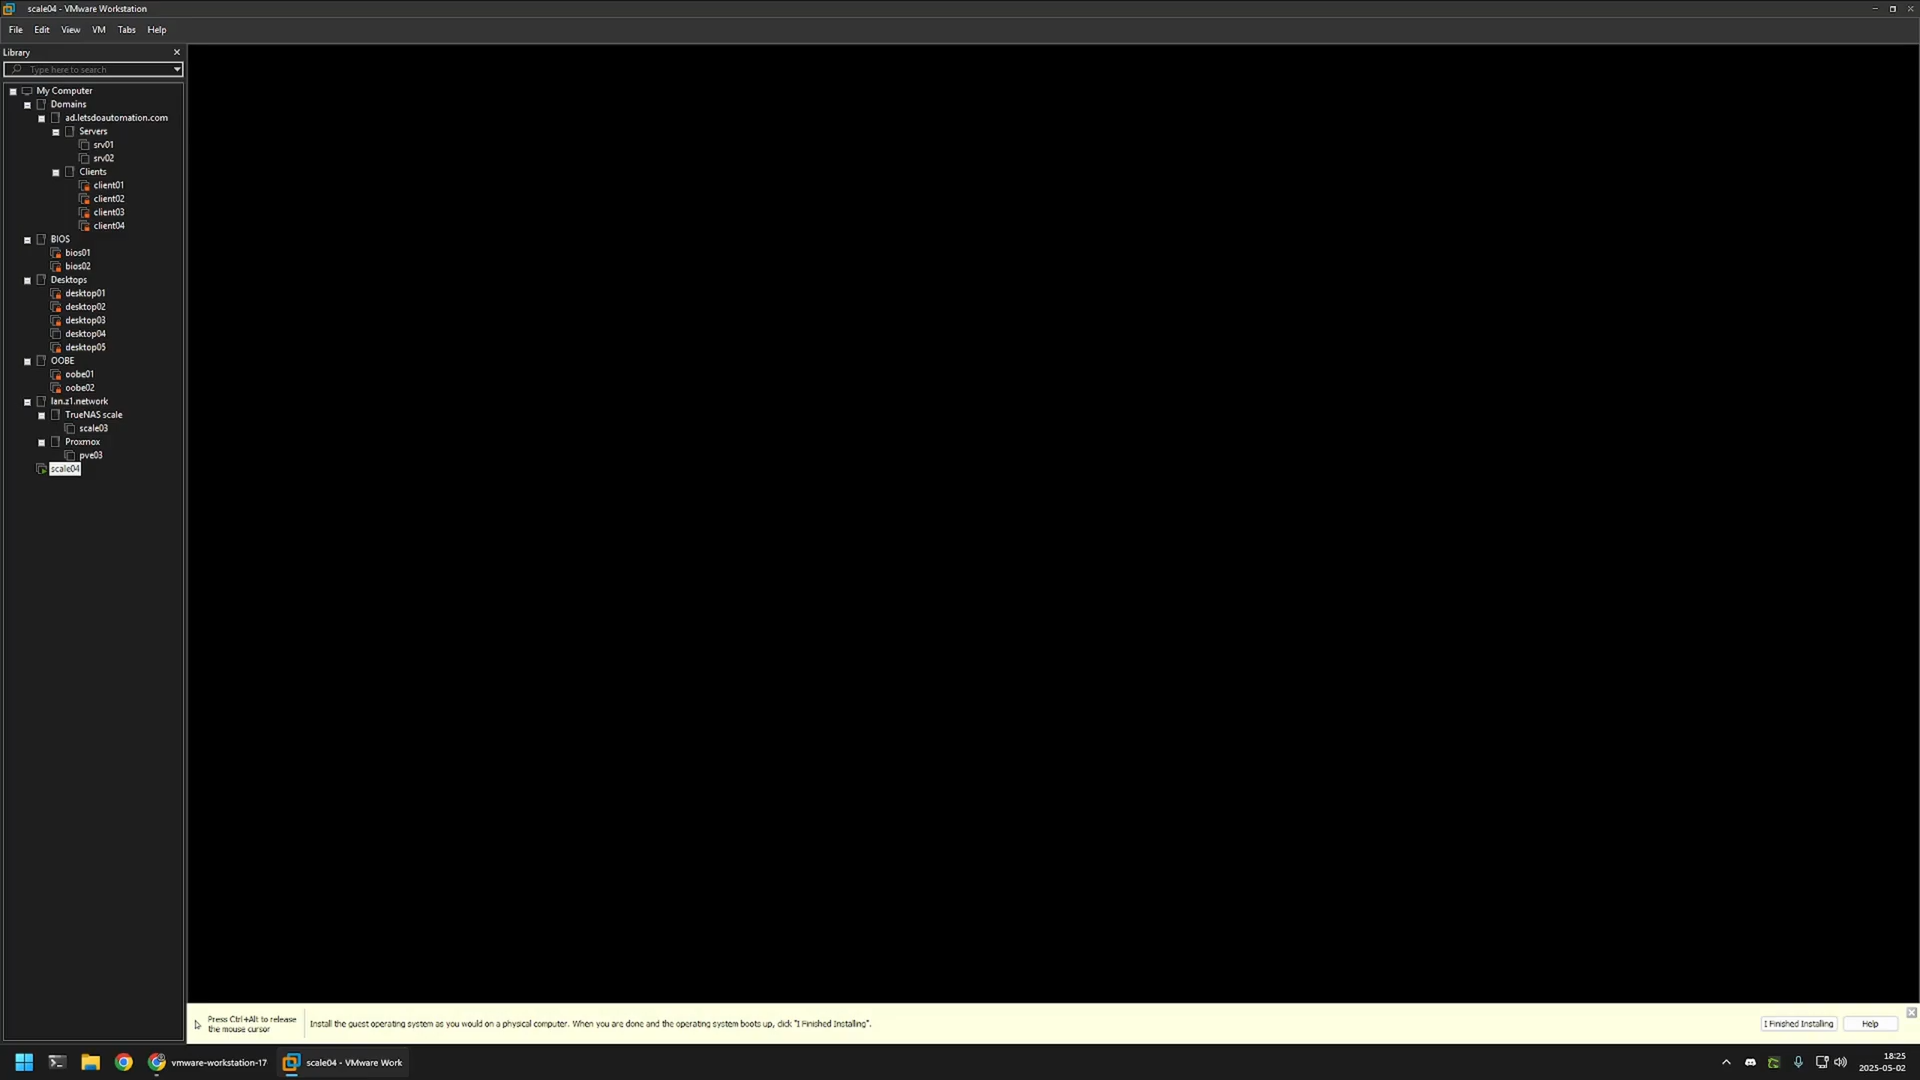 scale04 - VMware Workstation
File Edit View VM Tabs Help
Library
Type here to search
My Computer
Domains
ad.letsdoautomation.com
Servers
srv01
srv02
Clients
client01
client02
client03
client04
BIOS
bios01
bios02
Desktops
desktop01
desktop02
desktop03
desktop04
desktop05
OOBE
oobe01
oobe02
lan.z1.network
TrueNAS scale
scale03
Proxmox
pve03
scale04
Press Ctrl+Alt to release
the mouse cursor
Install the guest operating system as you would on a physical computer. When you are done and the operating system boots up, click "I Finished Installing".
I Finished Installing
Help
vmware-workstation-17
scale04 - VMware Work
18:25
2025-05-02